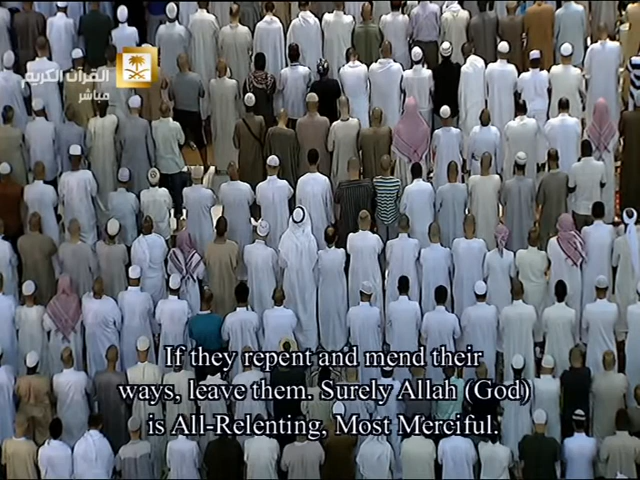 القرآن الكريم
مباشر
If they repent and mend their
ways, leave them. Surely Allah (God)
is All-Relenting, Most Merciful.